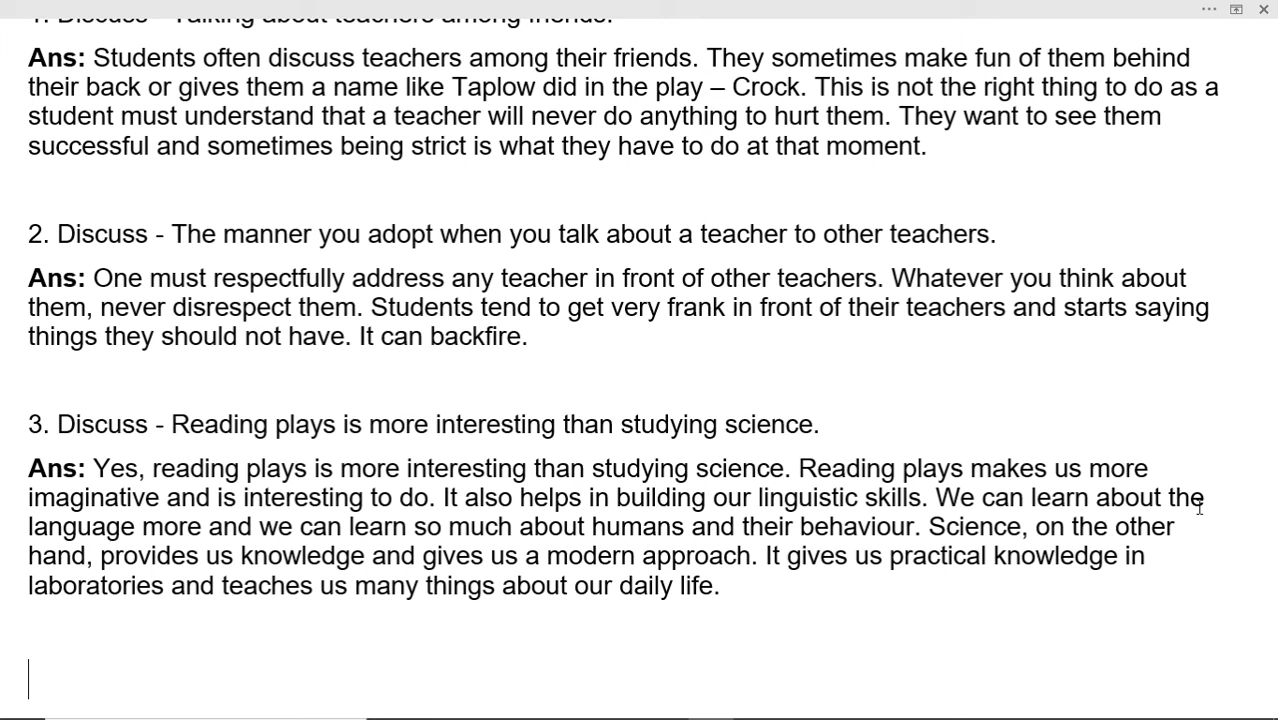 1. Discuss - Talking about teachers among friends.
Ans: Students often discuss teachers among their friends. They sometimes make fun of them behind
their back or gives them a name like Taplow did in the play – Crock. This is not the right thing to do as a
student must understand that a teacher will never do anything to hurt them. They want to see them
successful and sometimes being strict is what they have to do at that moment.
2. Discuss - The manner you adopt when you talk about a teacher to other teachers.
Ans: One must respectfully address any teacher in front of other teachers. Whatever you think about
them, never disrespect them. Students tend to get very frank in front of their teachers and starts saying
things they should not have. It can backfire.
3. Discuss - Reading plays is more interesting than studying science.
Ans: Yes, reading plays is more interesting than studying science. Reading plays makes us more
imaginative and is interesting to do. It also helps in building our linguistic skills. We can learn about the
language more and we can learn so much about humans and their behaviour. Science, on the other
hand, provides us knowledge and gives us a modern approach. It gives us practical knowledge in
laboratories and teaches us many things about our daily life.